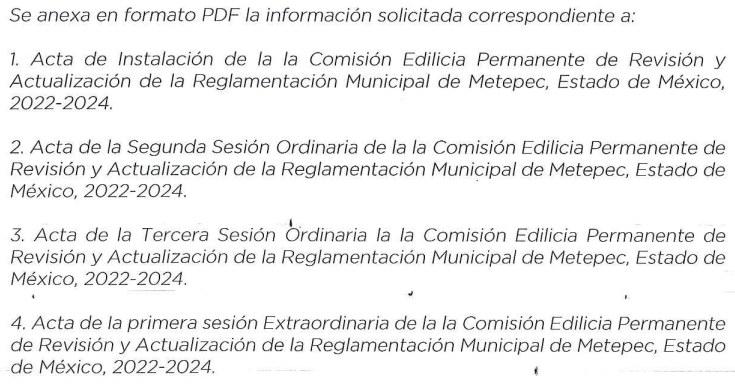 Se anexa en formato PDF la información solicitada correspondiente a:
1. Acta de Instalación de la la Comisión Edilicia Permanente de Revisión y
Actualización de la Reglamentación Municipal de Metepec, Estado de México,
2022-2024.
2. Acta de la Segunda Sesión Ordinaria de la la Comisión Edilicia Permanente de
Revisión y Actualización de la Reglamentación Municipal de Metepec, Estado de
México, 2022-2024.
3. Acta de la Tercera Sesión Ordinaria la la Comisión Edilicia Permanente de
Revisión y Actualización de la Reglamentación Municipal de Metepec, Estado de
México, 2022-2024.
4. Acta de la primera sesión Extraordinaria de la la Comisión Edilicia Permanente
de Revisión y Actualización de la Reglamentación Municipal de Metepec, Estado
de México, 2022-2024.